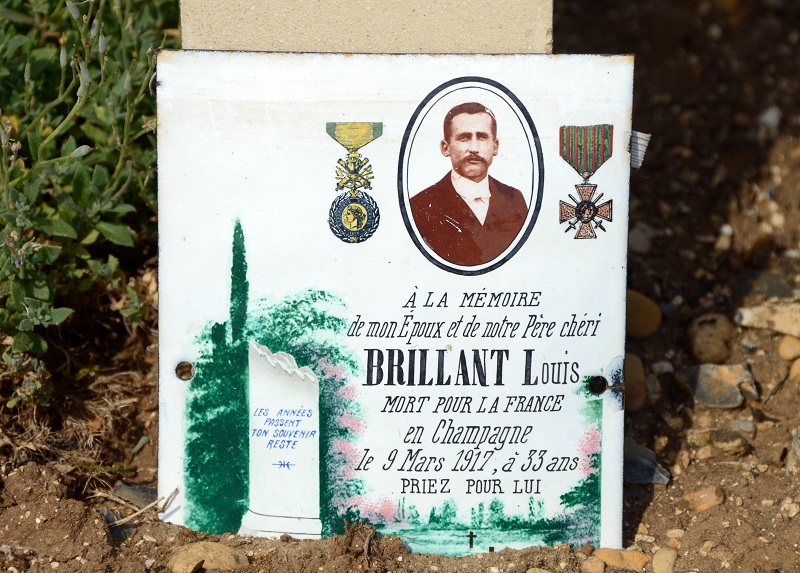 À LA MÉMOIRE
de mon Époux et de notre Père chéri
BRILLANT Louis
MORT POUR LA FRANCE
en Champagne
le 9 Mars 1917, à 33 ans
PRIEZ POUR LUI
LES ANNÉES
PASSENT
TON SOUVENIR
RESTE